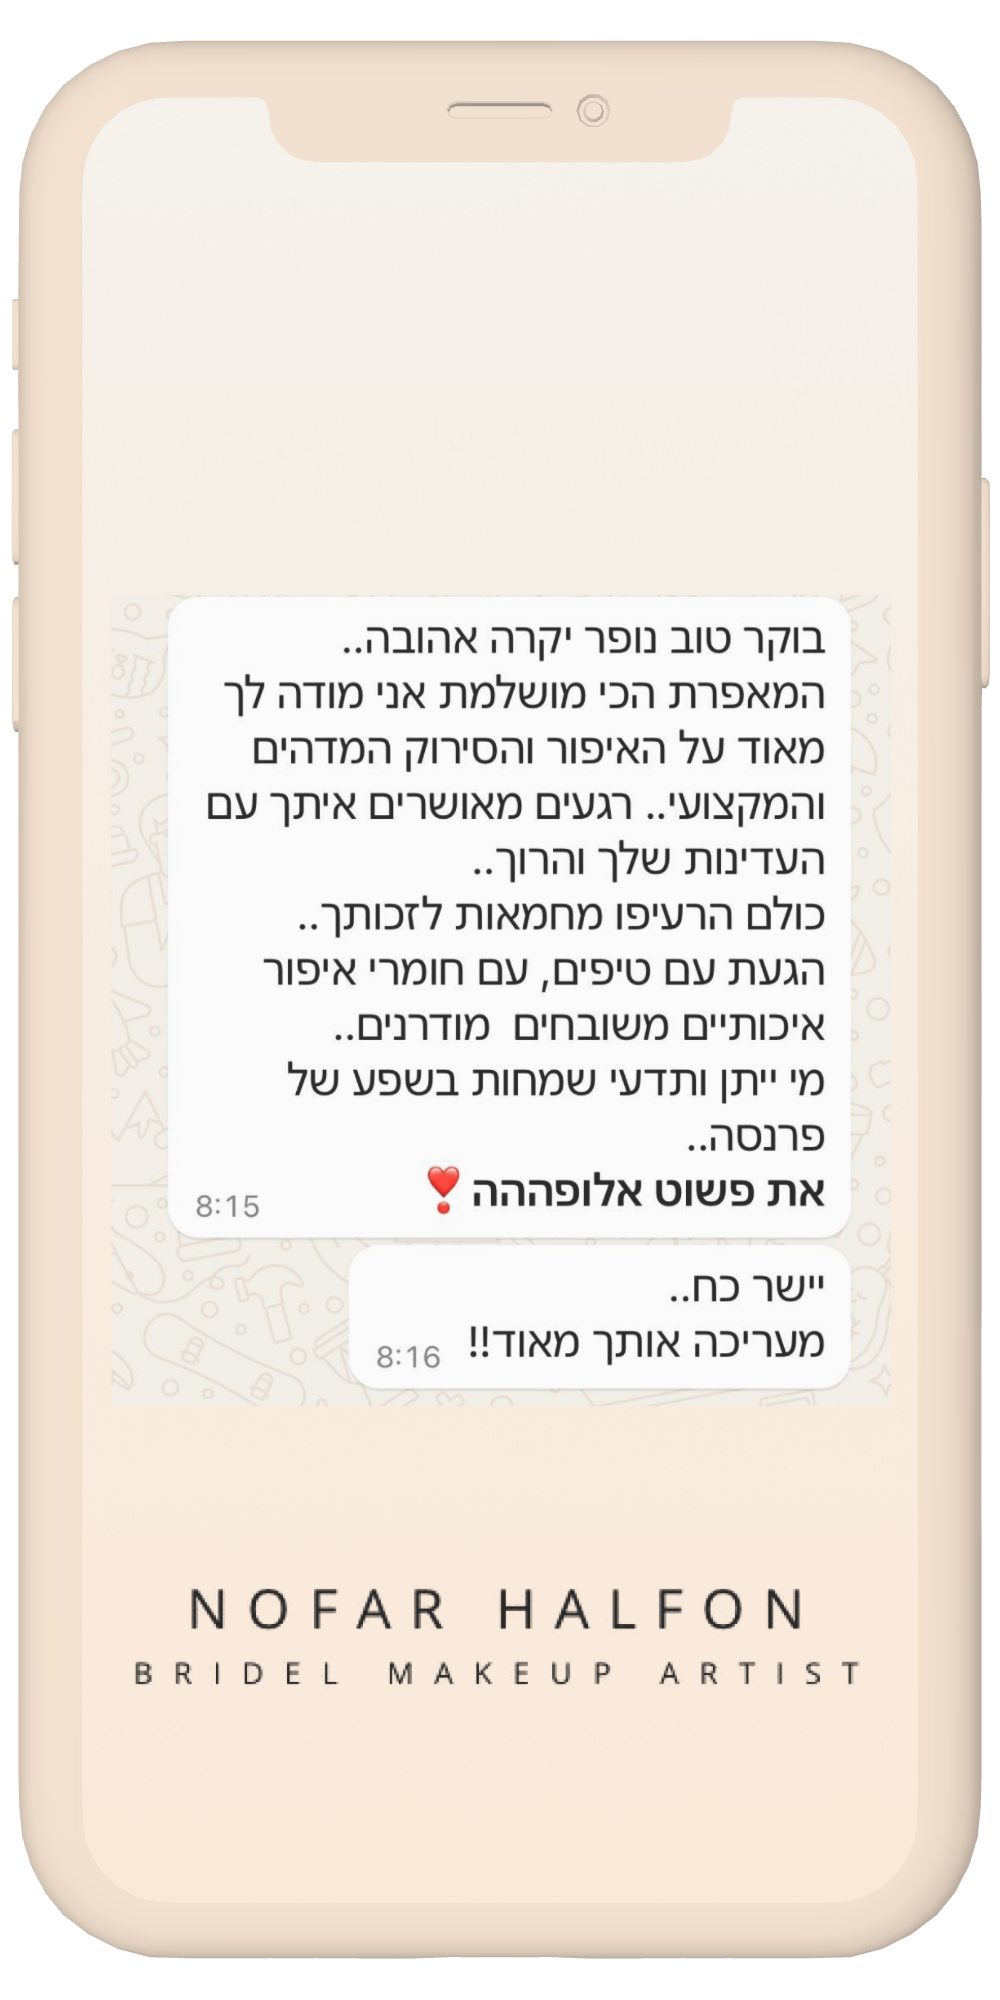 בוקר טוב נופר יקרה אהובה..
המאפרת הכי מושלמת אני מודה לך
מאוד על האיפור והסירוק המדהים
והמקצועי.. רגעים מאושרים איתך עם
העדינות שלך והרוך..
כולם הרעיפו מחמאות לזכותך..
הגעת עם טיפים, עם חומרי איפור
איכותיים משובחים  מודרנים..
מי ייתן ותדעי שמחות בשפע של
פרנסה..
את פשוט אלופהההה❣️
8:15
יישר כח..
מעריכה אותך מאוד!!
8:16
NOFAR HALFON
BRIDEL MAKEUP ARTIST